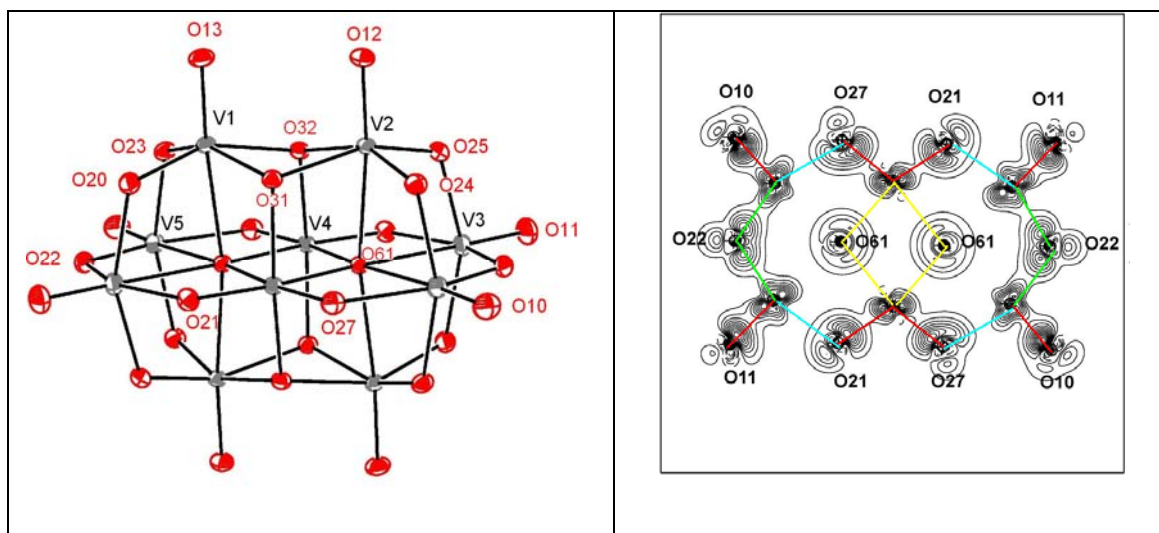 O13 O12
V1 V2
O23 O32 O25
O20 O24
O31
V5 V4 V3
O11
O22 O61
O10
O21 O27
O10 O27 O21 O11
O22 O61 O61 O22
O11 O21 O27 O10